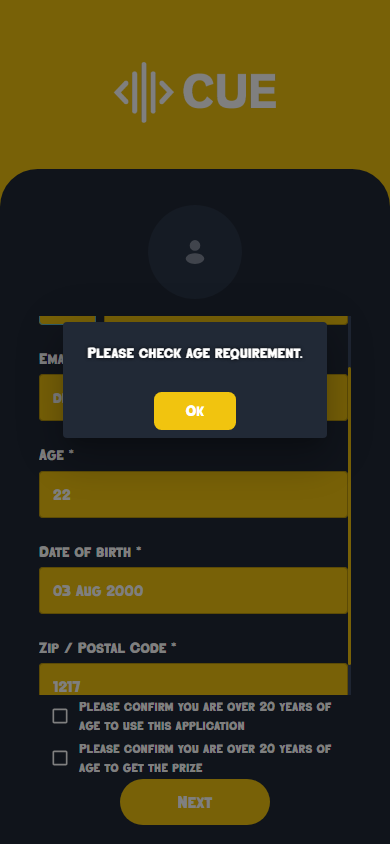 CUE
Please check age requirement.
Ok
Ema
D
Age *
22
Date of birth *
03 Aug 2000
Zip / Postal Code *
1217
Please confirm you are over 20 years of
age to use this application
Please confirm you are over 20 years of
age to get the prize
Next